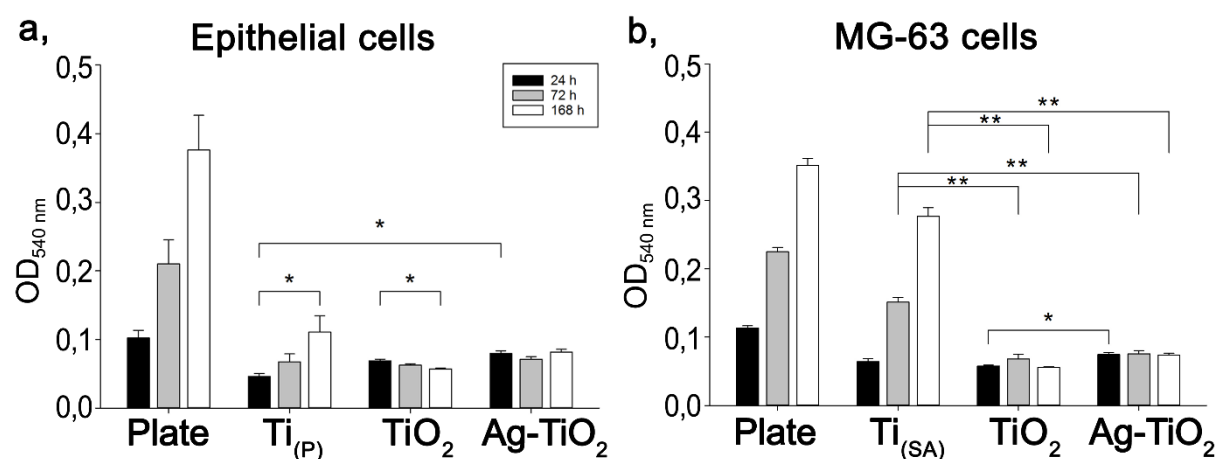 a, Epithelial cells
0,5
0,4
0,3
0,2
0,1
0,0
OD540 nm
24 h
72 h
168 h
*
*
*
Plate Ti(P) TiO2 Ag-TiO2
b, MG-63 cells
0,5
0,4
0,3
0,2
0,1
0,0
OD540 nm
**
**
**
**
*
Plate Ti(SA) TiO2 Ag-TiO2